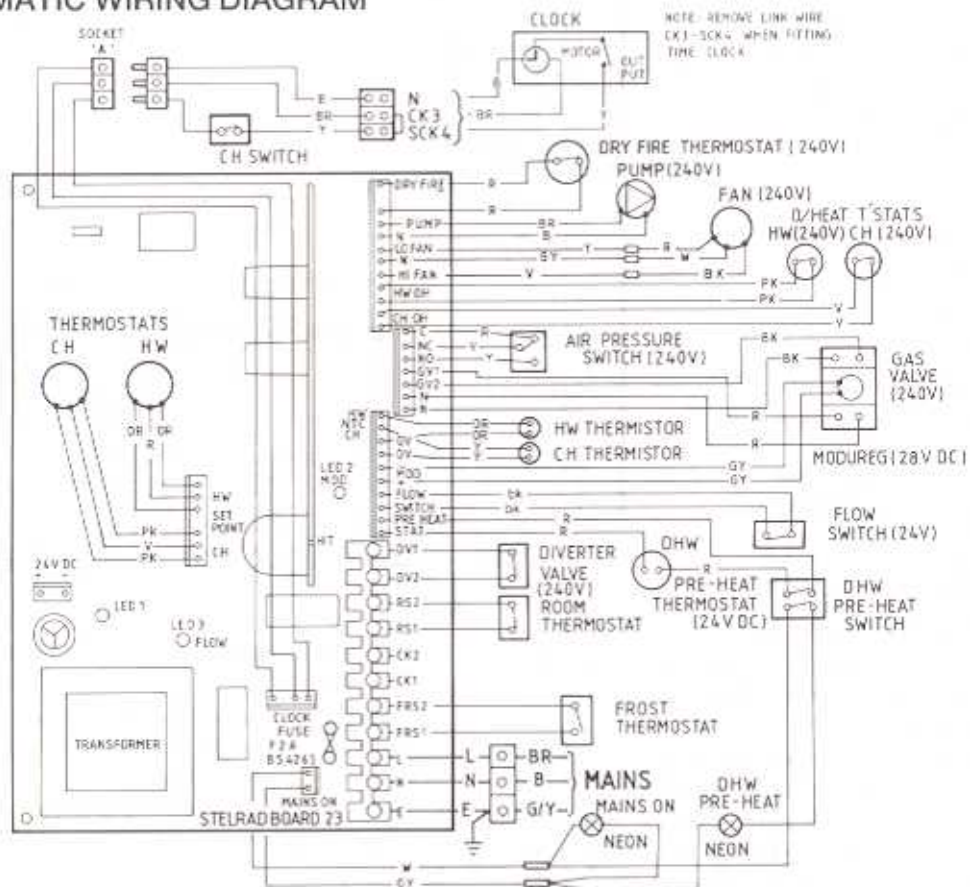 MATIC WIRING DIAGRAM
SOCKET
'A'
CLOCK
NOTE: REMOVE LINK WIRE
CK3-SCK4 WHEN FITTING
TIME CLOCK
MOTOR
OUT
PUT
B
N
BR
CK3
Y
SCK4
BR
Y
CH SWITCH
DRY FIRE THERMOSTAT (240V)
PUMP(240V)
FAN (240V)
O/HEAT T'STATS
HW(240V) CH (240V)
DRY FIRE
R
R
PUMP
BR
N
B
LO FAN
Y
R
N
GY
W
HI FAN
V
BK
PK
HW OH
PK
V
CH OH
Y
C
R
NC
Y
NO
Y
GV1
GV2
N
N
AIR PRESSURE
SWITCH (240V)
BK
BK
GAS
VALVE
(240V)
R
R
MODUREG (28V DC)
THERMOSTATS
CH
HW
OR
OR
R
HW
SET
POINT
CH
PK
V
PK
HW
NTC
CH
OR
OR
HW THERMISTOR
Y
Y
CH THERMISTOR
OV
OV
GY
GY
LED 2
MOD
FLOW
BK
SWITCH
BK
PRE HEAT
R
STAT
R
FLOW
SWITCH (24V)
HT
24V DC
LED 1
LED 3
FLOW
DV1
DV2
RS2
RS1
CK2
CK1
FRS2
FRS1
L
N
E
DIVERTER
VALVE
(240V)
ROOM
THERMOSTAT
DHW
R
PRE-HEAT
THERMOSTAT
(24V DC)
DHW
PRE-HEAT
SWITCH
FROST
THERMOSTAT
TRANSFORMER
CLOCK
FUSE
F2A
BS4265
MAINS ON
STELRAD BOARD 23
L
BR
N
B
E
G/Y
MAINS
MAINS ON
NEON
DHW
PRE-HEAT
NEON
W
GY